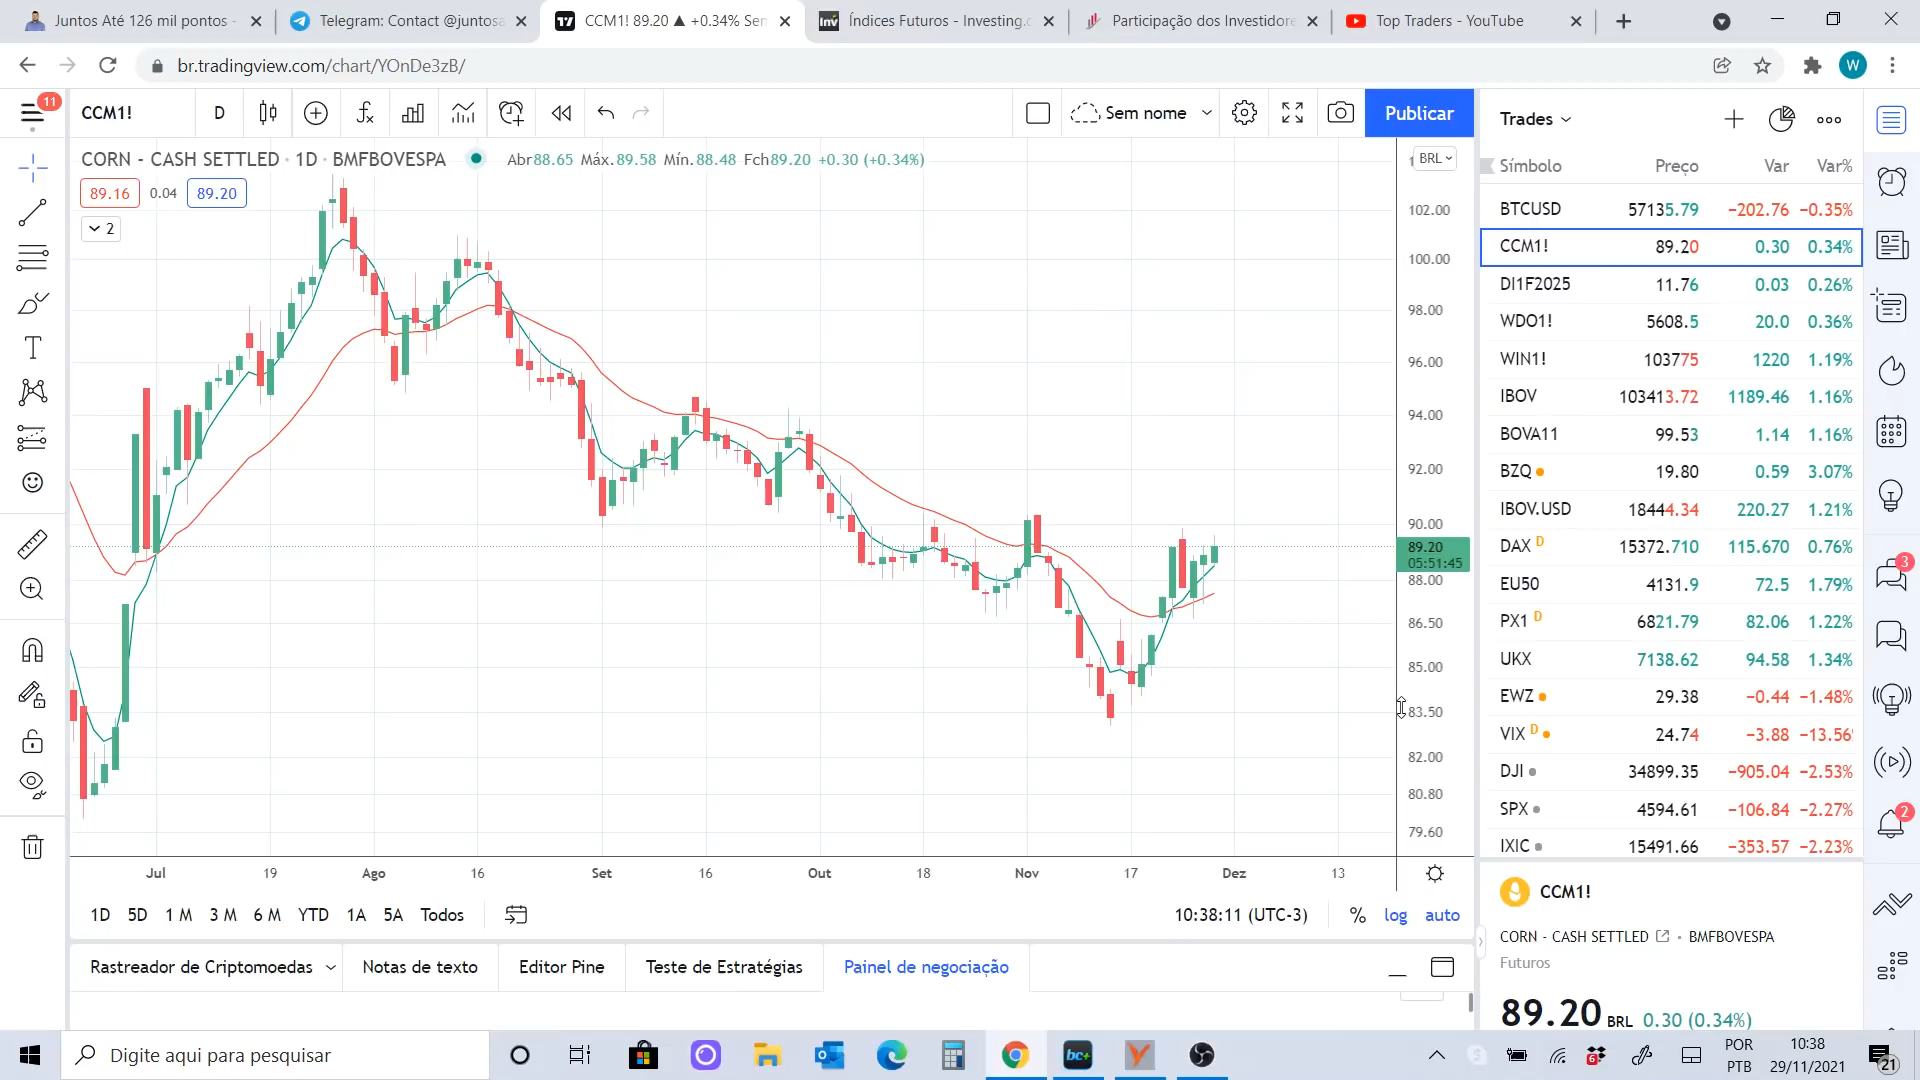 Juntos Até 126 mil pontos -
Telegram: Contact @juntosa
CCM1! 89.20 ▲ +0.34% Sem
Índices Futuros - Investing.c
Participação dos Investidore
Top Traders - YouTube
br.tradingview.com/chart/YOnDe3zB/
W
11
CCM1!
D
Sem nome
Publicar
Trades
CORN - CASH SETTLED · 1D · BMFBOVESPA
Abr88.65 Máx.89.58 Mín.88.48 Fch89.20 +0.30 (+0.34%)
BRL
89.16 0.04 89.20
2
Símbolo Preço Var Var%
BTCUSD 57135.79 −202.76 −0.35%
CCM1! 89.20 0.30 0.34%
DI1F2025 11.76 0.03 0.26%
WDO1! 5608.5 20.0 0.36%
WIN1! 103775 1220 1.19%
IBOV 103413.72 1189.46 1.16%
BOVA11 99.53 1.14 1.16%
BZQ 19.80 0.59 3.07%
IBOV.USD 18444.34 220.27 1.21%
DAX D 15372.710 115.670 0.76%
EU50 4131.9 72.5 1.79%
PX1 D 6821.79 82.06 1.22%
UKX 7138.62 94.58 1.34%
EWZ 29.38 −0.44 −1.48%
VIX D 24.74 −3.88 −13.56
DJI 34899.35 −905.04 −2.53%
SPX 4594.61 −106.84 −2.27%
IXIC 15491.66 −353.57 −2.23%
102.00
100.00
98.00
96.00
94.00
92.00
90.00
89.20
05:51:45
88.00
86.50
85.00
83.50
82.00
80.80
79.60
3
2
Jul 19 Ago 16 Set 16 Out 18 Nov 17 Dez 13
1D 5D 1 M 3 M 6 M YTD 1A 5A Todos
10:38:11 (UTC-3) % log auto
CCM1!
CORN - CASH SETTLED BMFBOVESPA
Futuros
89.20 BRL 0.30 (0.34%)
Rastreador de Criptomoedas
Notas de texto
Editor Pine
Teste de Estratégias
Painel de negociação
Digite aqui para pesquisar
bc+
6
POR
PTB
10:38
29/11/2021
21